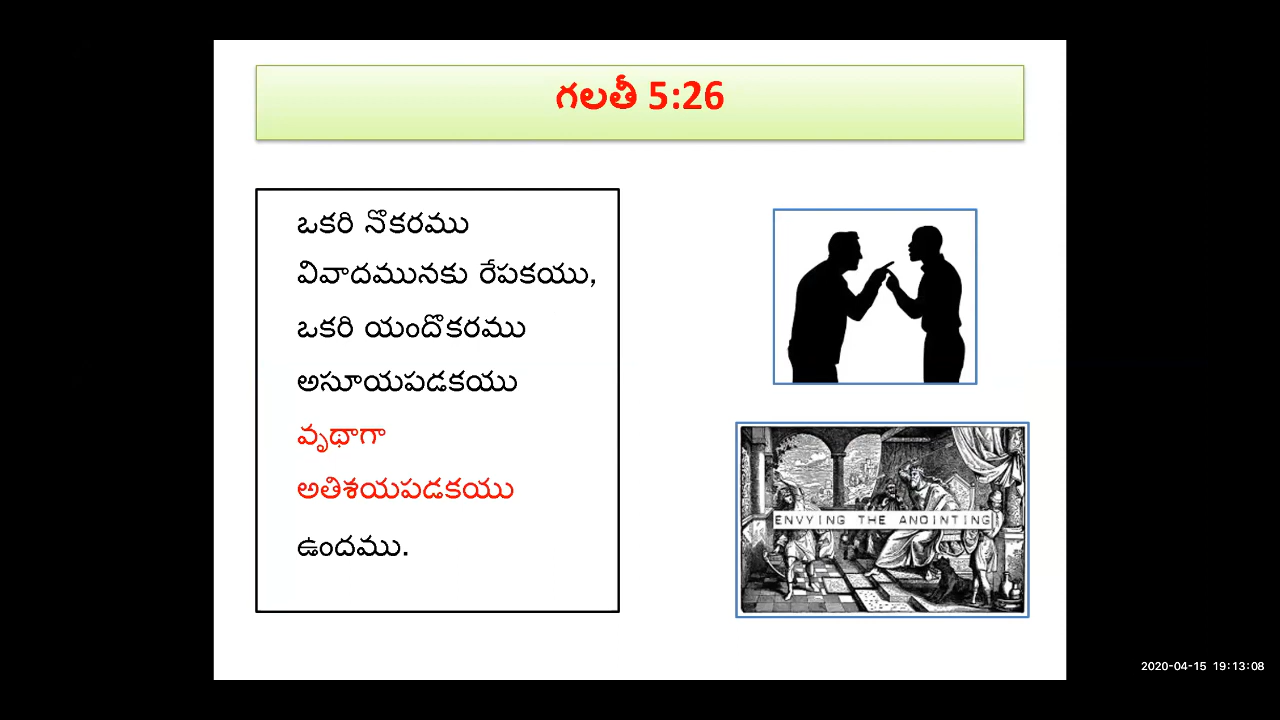 గలతీ 5:26
ఒకరి నొకరము
వివాదమునకు రేపకయు,
ఒకరి యందొకరము
అసూయపడకయు
వృథాగా
అతిశయపడకయు
ఉందము.
ENVYING THE ANOINTING
2020-04-15 19:13:08